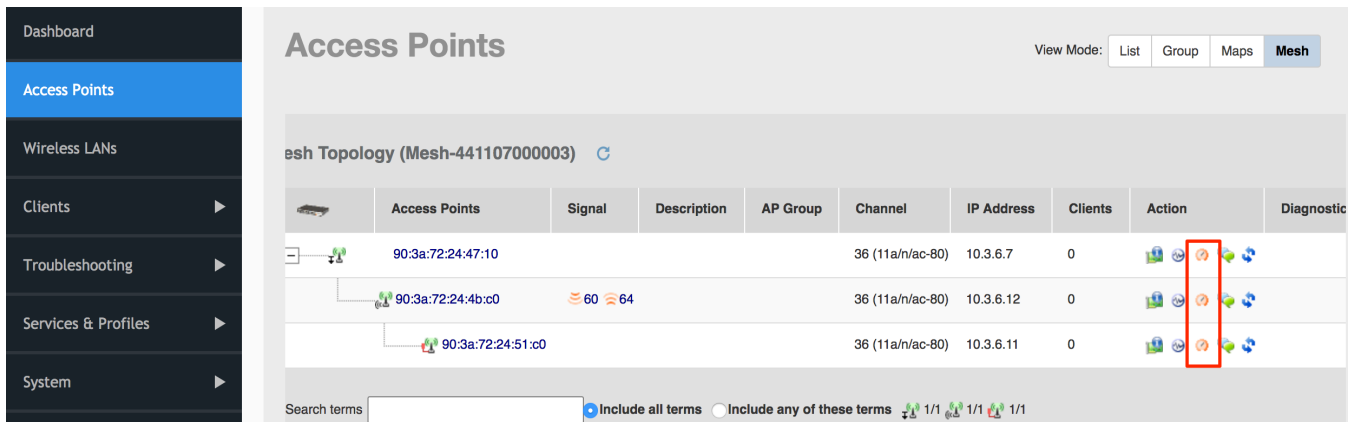 Dashboard
Access Points
Wireless LANs
Clients
Troubleshooting
Services & Profiles
System
Access Points
View Mode: List Group Maps Mesh
esh Topology (Mesh-441107000003)
Access Points Signal Description AP Group Channel IP Address Clients Action Diagnostic
90:3a:72:24:47:10 36 (11a/n/ac-80) 10.3.6.7 0
90:3a:72:24:4b:c0 60 64 36 (11a/n/ac-80) 10.3.6.12 0
90:3a:72:24:51:c0 36 (11a/n/ac-80) 10.3.6.11 0
Search terms Include all terms Include any of these terms 1/1 1/1 1/1